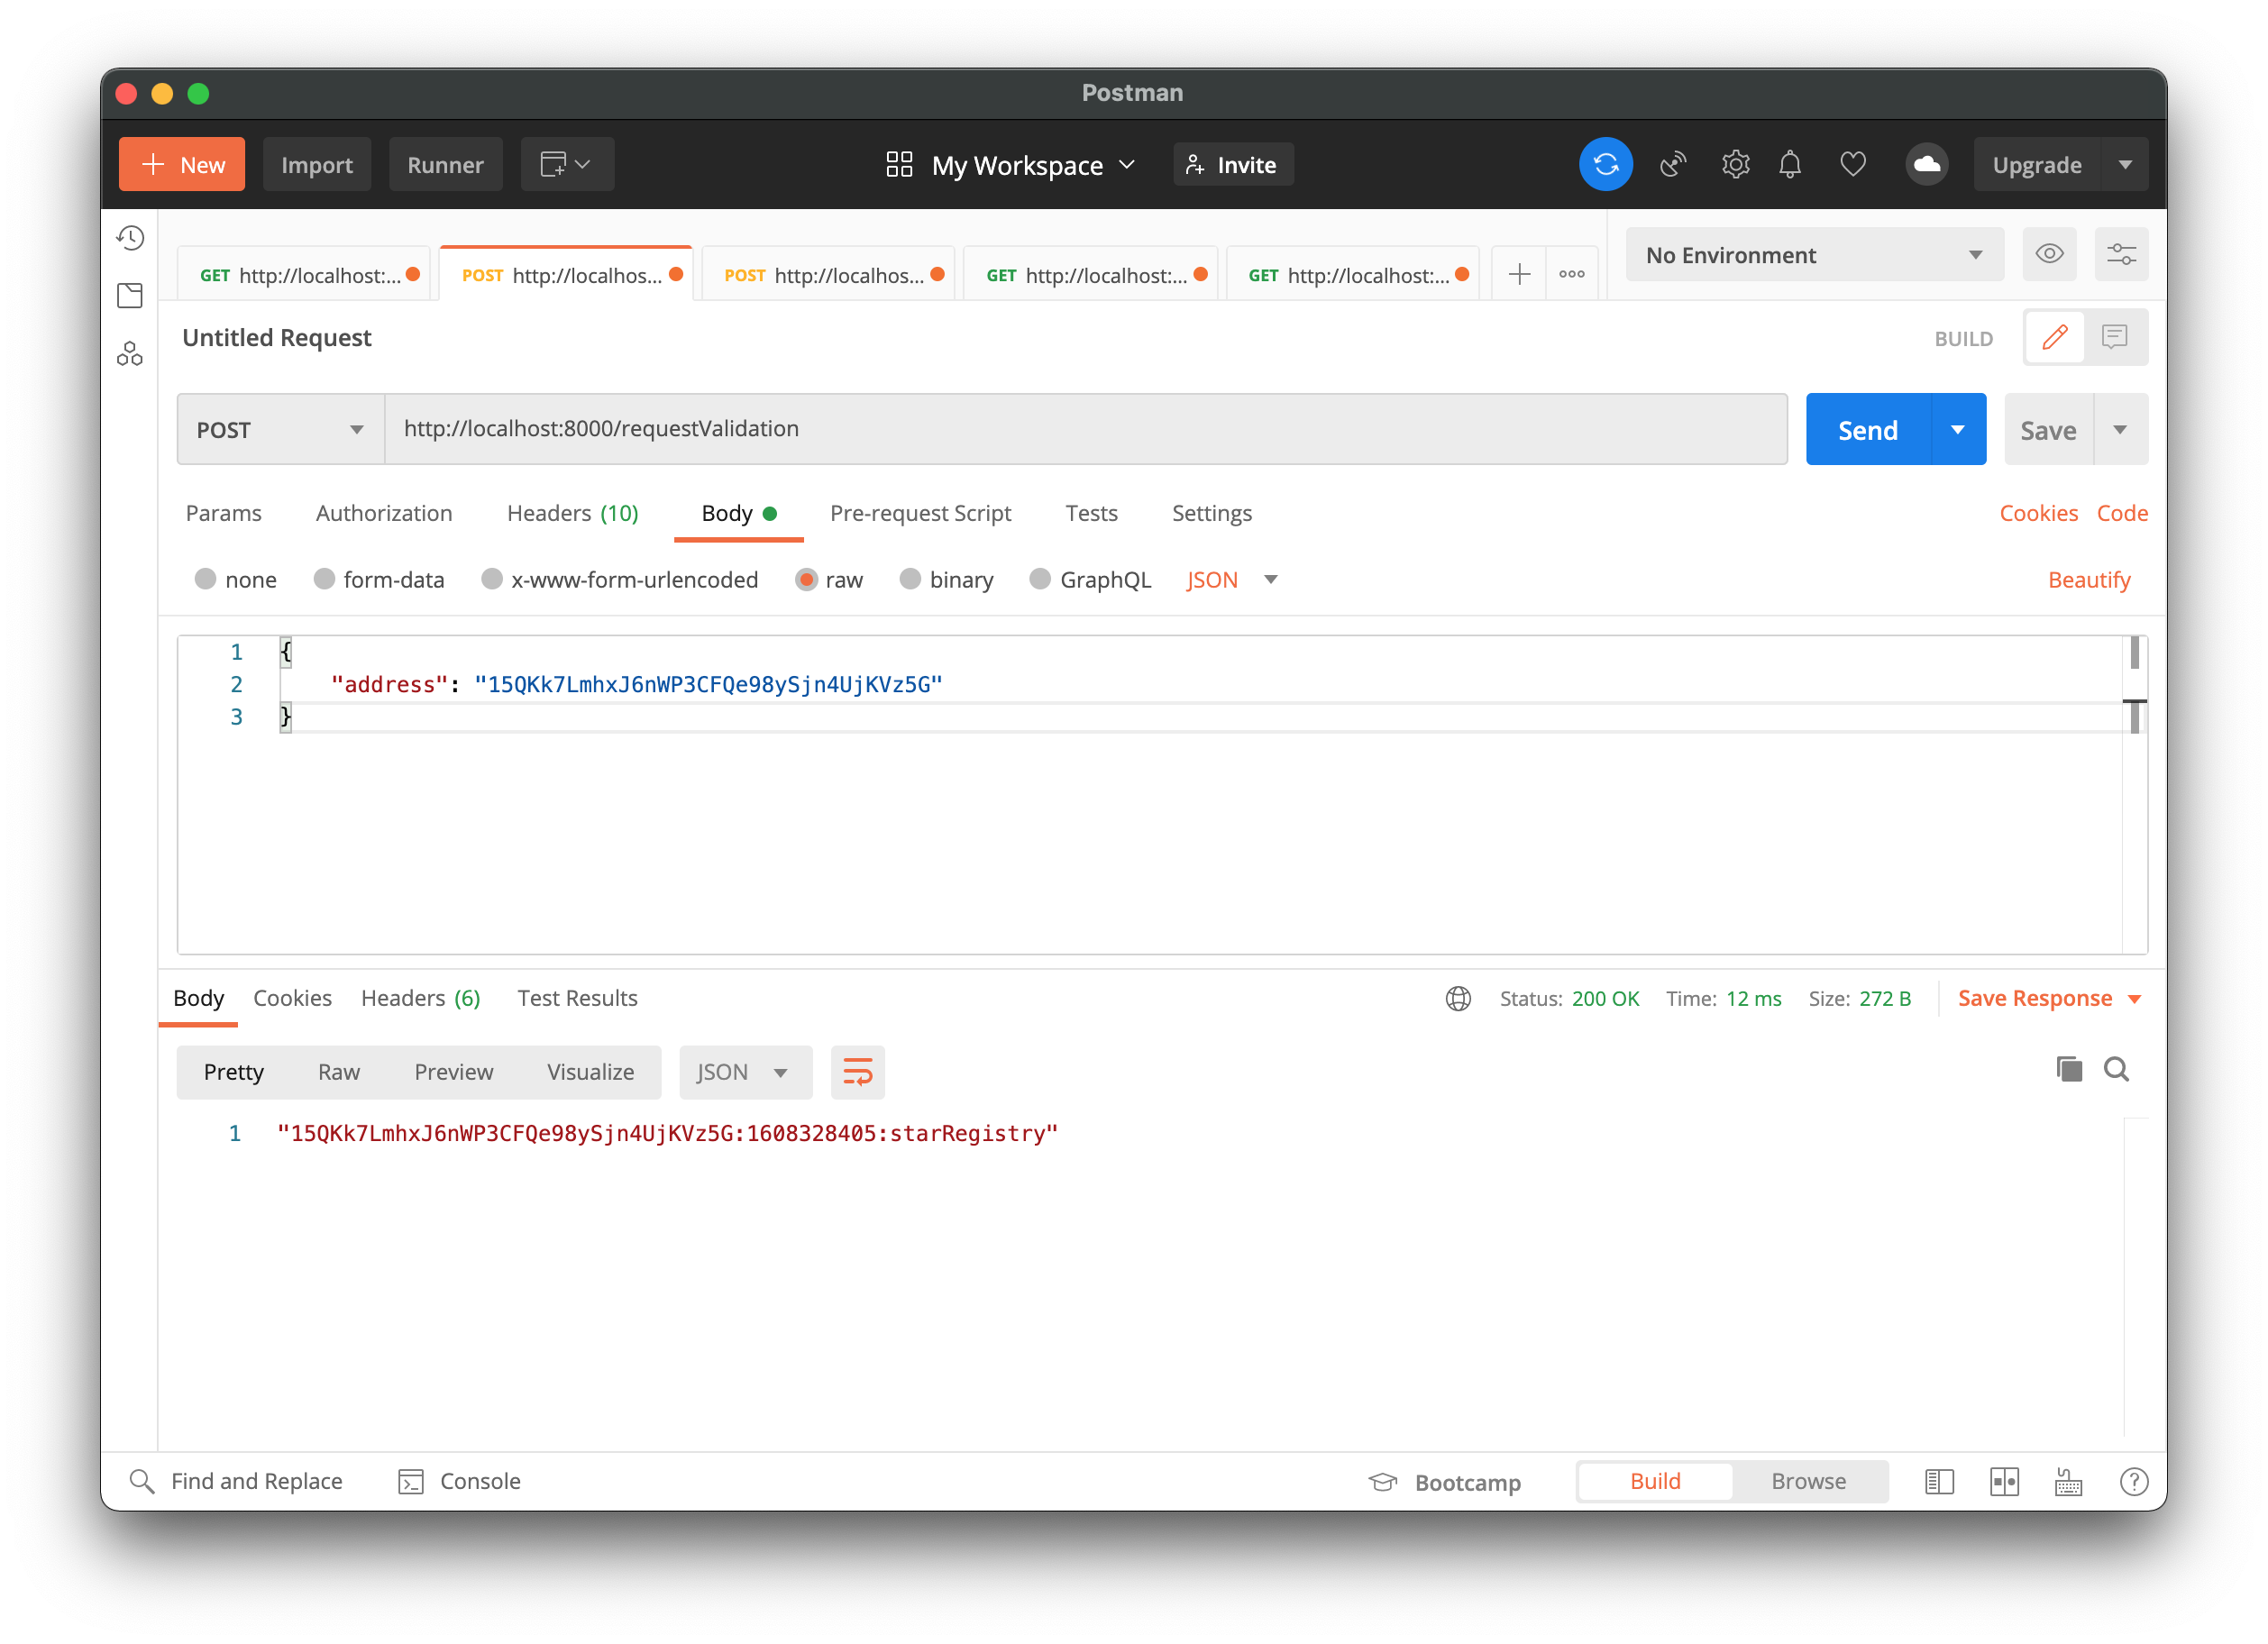 Postman
New Import Runner My Workspace Invite Upgrade
GET http://localhost:... POST http://localhos... POST http://localhos... GET http://localhost:... GET http://localhost:... No Environment
Untitled Request BUILD
POST http://localhost:8000/requestValidation Send Save
Params Authorization Headers (10) Body Pre-request Script Tests Settings Cookies Code
none form-data x-www-form-urlencoded raw binary GraphQL JSON Beautify
1 {
2 "address": "15QKk7LmhxJ6nWP3CFQe98ySjn4UjKVz5G"
3 }
Body Cookies Headers (6) Test Results Status: 200 OK Time: 12 ms Size: 272 B Save Response
Pretty Raw Preview Visualize JSON
1 "15QKk7LmhxJ6nWP3CFQe98ySjn4UjKVz5G:1608328405:starRegistry"
Find and Replace Console Bootcamp Build Browse